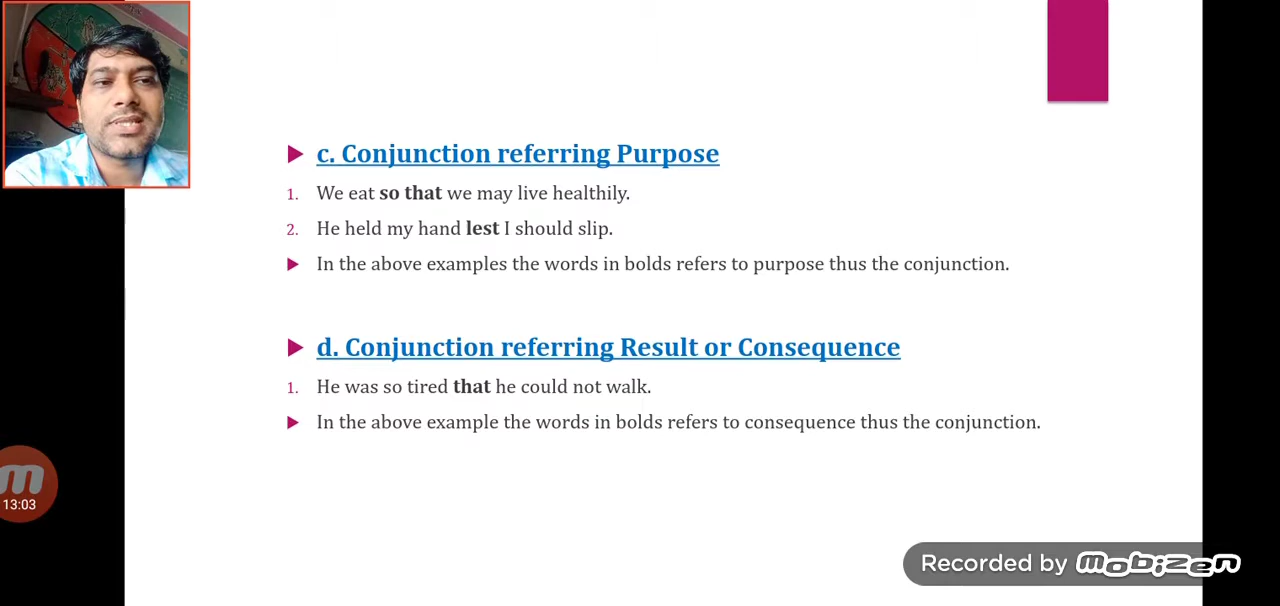 c. Conjunction referring Purpose
1. We eat so that we may live healthily.
2. He held my hand lest I should slip.
In the above examples the words in bolds refers to purpose thus the conjunction.
d. Conjunction referring Result or Consequence
1. He was so tired that he could not walk.
In the above example the words in bolds refers to consequence thus the conjunction.
m
13:03
Recorded by Mobizen